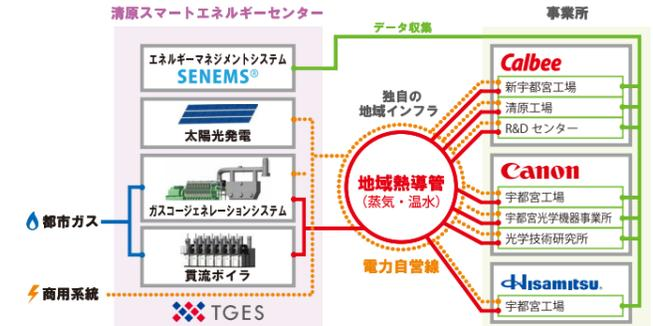 清原スマートエネルギーセンター
事業所
データ収集
エネルギーマネジメントシステム
SENEMS®
太陽光発電
ガスコージェネレーションシステム
貫流ボイラ
都市ガス
商用系統
TGES
独自の
地域インフラ
地域熱導管
(蒸気・温水)
電力自営線
Calbee
新宇都宮工場
清原工場
R&D センター
Canon
宇都宮工場
宇都宮光学機器事業所
光学技術研究所
Hisamitsu.
宇都宮工場